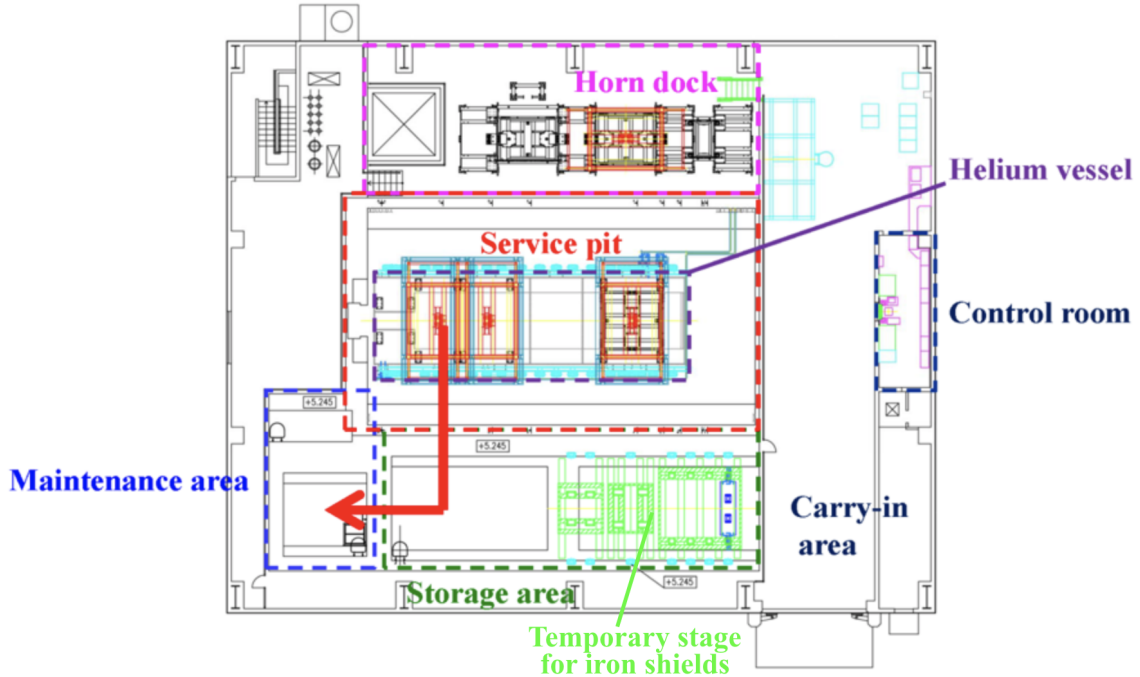 Horn dock
Helium vessel
Service pit
Control room
+5.245
+5.245
Maintenance area
Carry-in
area
+5.245
Storage area
Temporary stage
for iron shields